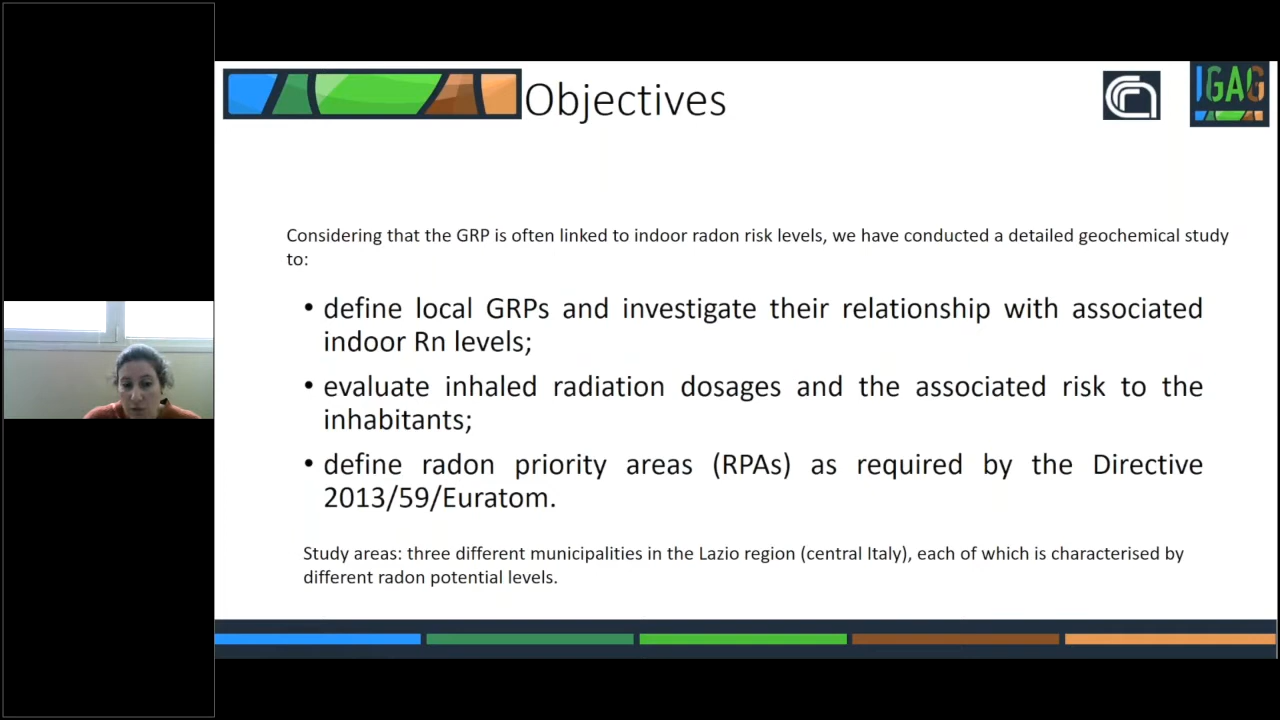 Objectives
IGAG
Considering that the GRP is often linked to indoor radon risk levels, we have conducted a detailed geochemical study
to:
• define local GRPs and investigate their relationship with associated
indoor Rn levels;
• evaluate inhaled radiation dosages and the associated risk to the
inhabitants;
• define radon priority areas (RPAs) as required by the Directive
2013/59/Euratom.
Study areas: three different municipalities in the Lazio region (central Italy), each of which is characterised by
different radon potential levels.